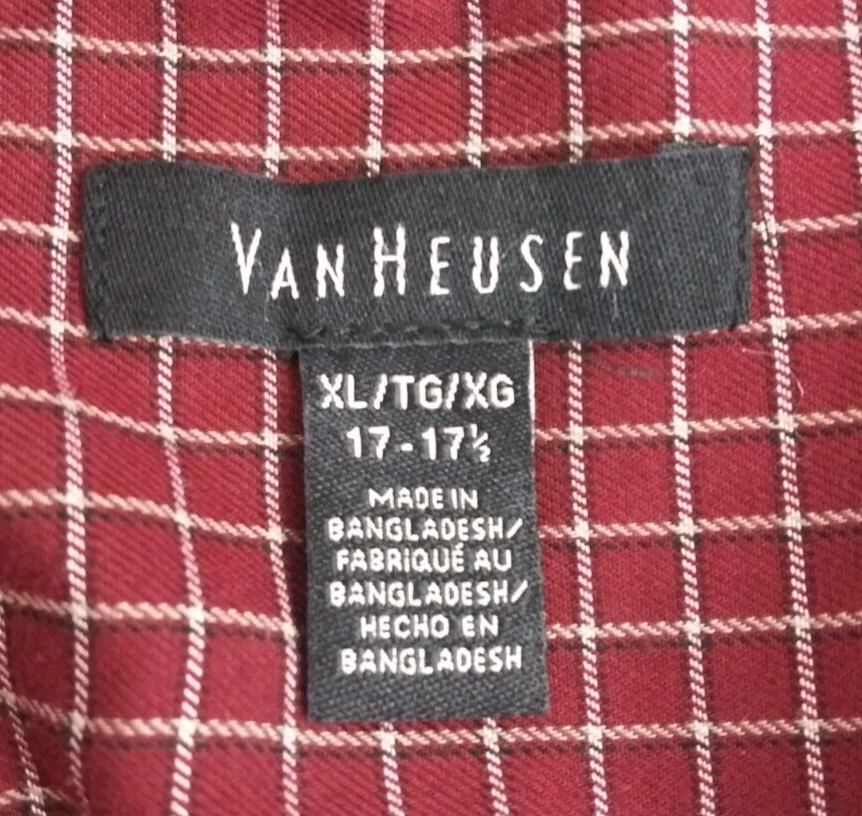 VAN HEUSEN
XL/TG/XG
17-17½
MADE IN
BANGLADESH/
FABRIQUÉ AU
BANGLADESH/
HECHO EN
BANGLADESH